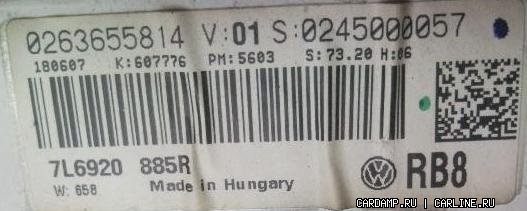 0263655814 V:01 S:0245000057
180607 K:607776 PM:5603 S:73.20 H:06
7L6920 885R RB8
W: 658 Made in Hungary
CARDAMP.RU | CARLINE.RU